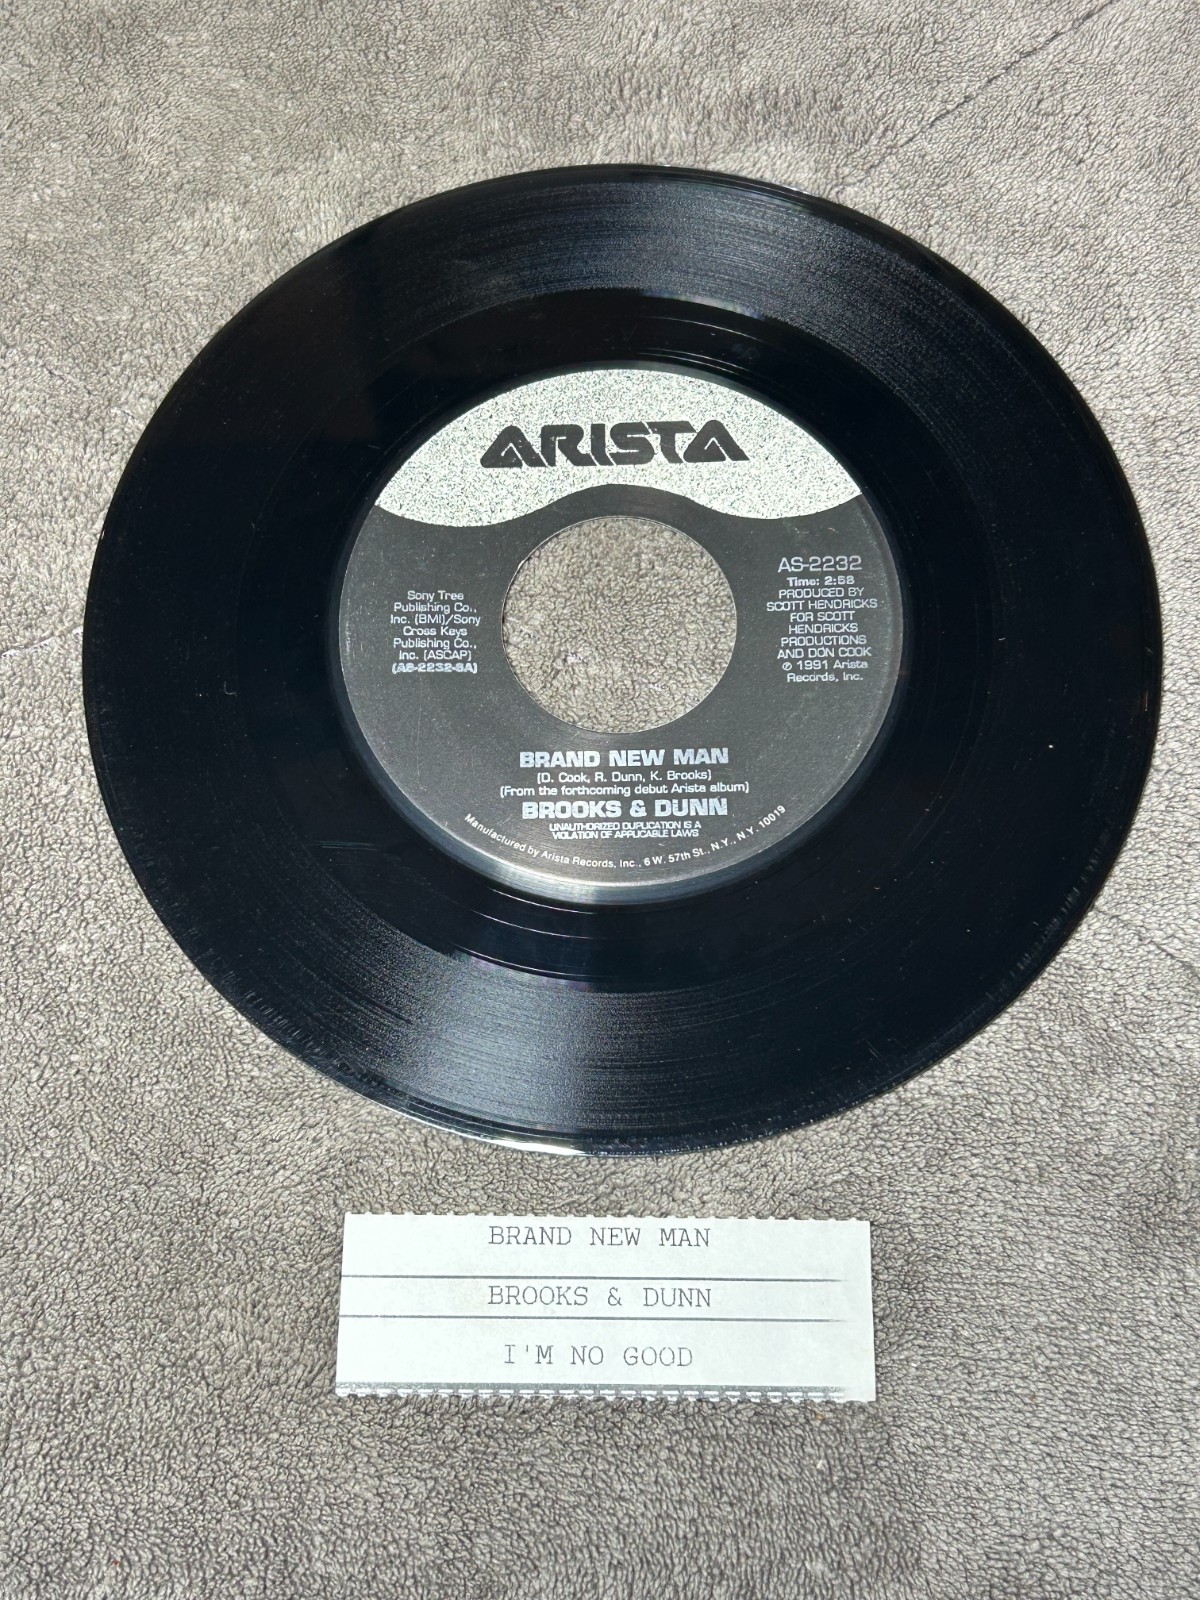 ARISTA
Sony Tree
Publishing Co.,
Inc. (BMI)/Sony
Cross Keys
Publishing Co.,
Inc. (ASCAP)
(AS-2232-SA)
AS-2232
Time: 2:58
PRODUCED BY
SCOTT HENDRICKS
FOR SCOTT
HENDRICKS
PRODUCTIONS
AND DON COOK
℗ 1991 Arista
Records, Inc.
BRAND NEW MAN
(D. Cook, R. Dunn, K. Brooks)
(From the forthcoming debut Arista album)
BROOKS & DUNN
UNAUTHORIZED DUPLICATION IS A
VIOLATION OF APPLICABLE LAWS
Manufactured by Arista Records, Inc., 6 W. 57th St., N.Y., N.Y. 10019
BRAND NEW MAN
BROOKS & DUNN
I'M NO GOOD